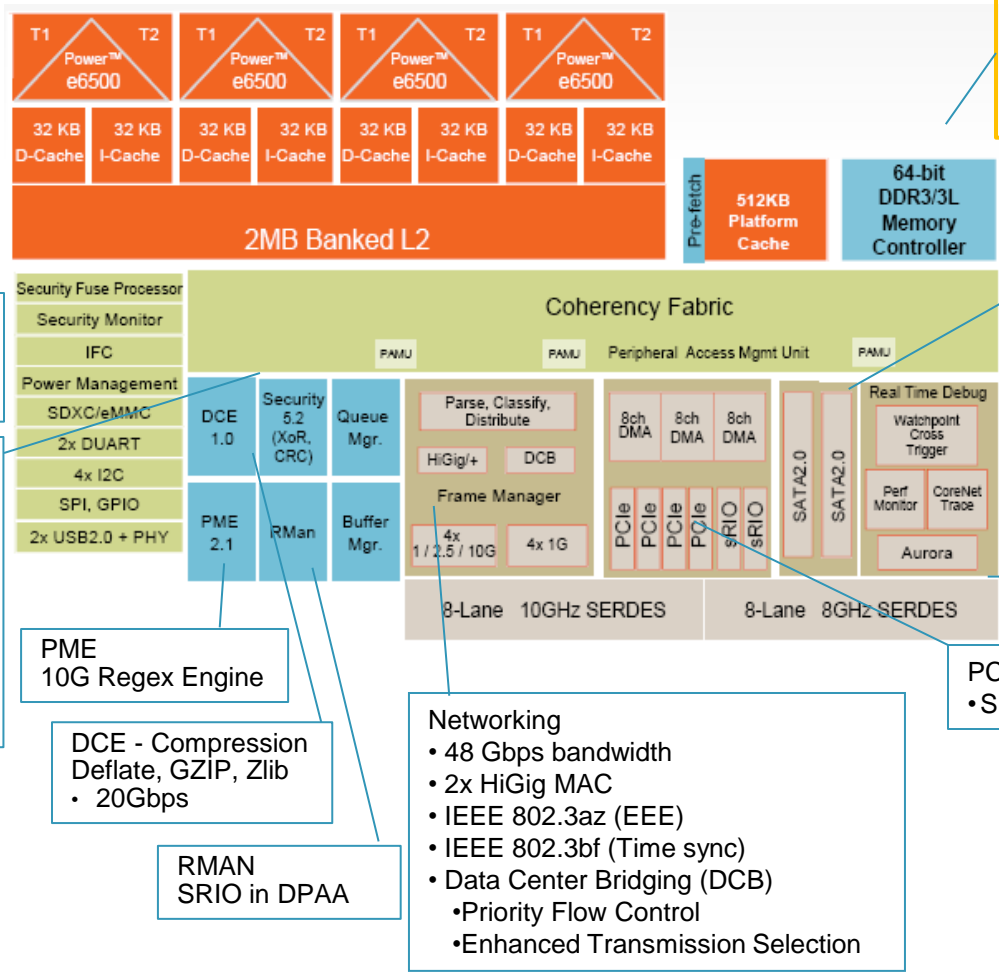 T1 T2 T1 T2 T1 T2 T1 T2
Power™ Power™ Power™ Power™
e6500 e6500 e6500 e6500
32 KB 32 KB 32 KB 32 KB 32 KB 32 KB 32 KB 32 KB
D-Cache I-Cache D-Cache I-Cache D-Cache I-Cache D-Cache I-Cache
2MB Banked L2
Pre-fetch
512KB
Platform
Cache
64-bit
DDR3/3L
Memory
Controller
Security Fuse Processor
Security Monitor
IFC
Power Management
SDXC/eMMC
2x DUART
4x I2C
SPI, GPIO
2x USB2.0 + PHY
Coherency Fabric
PAMU PAMU Peripheral Access Mgmt Unit PAMU
DCE
1.0
Security
5.2
(XoR,
CRC)
Queue
Mgr.
PME
2.1
RMan
Buffer
Mgr.
Parse, Classify,
Distribute
HiGig/+ DCB
Frame Manager
4x
1 / 2.5 / 10G
4x 1G
8ch
DMA
8ch
DMA
8ch
DMA
PCIe
PCIe
PCIe
PCIe
sRIO
sRIO
SATA2.0
SATA2.0
Real Time Debug
Watchpoint
Cross
Trigger
Perf
Monitor
CoreNet
Trace
Aurora
8-Lane 10GHz SERDES
8-Lane 8GHz SERDES
PME
10G Regex Engine
DCE - Compression
Deflate, GZIP, Zlib
• 20Gbps
RMAN
SRIO in DPAA
Networking
• 48 Gbps bandwidth
• 2x HiGig MAC
• IEEE 802.3az (EEE)
• IEEE 802.3bf (Time sync)
• Data Center Bridging (DCB)
•Priority Flow Control
•Enhanced Transmission Selection